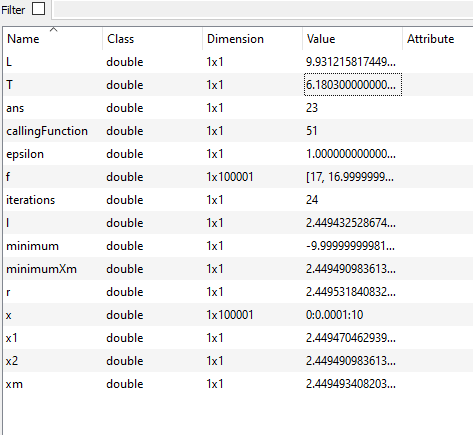 Filter
Name Class Dimension Value Attribute
L double 1x1 9.931215817449...
T double 1x1 6.180300000000...
ans double 1x1 23
callingFunction double 1x1 51
epsilon double 1x1 1.000000000000...
f double 1x100001 [17, 16.9999999...
iterations double 1x1 24
l double 1x1 2.449432528674...
minimum double 1x1 -9.99999999981...
minimumXm double 1x1 2.449490983613...
r double 1x1 2.449531840832...
x double 1x100001 0:0.0001:10
x1 double 1x1 2.449470462939...
x2 double 1x1 2.449490983613...
xm double 1x1 2.449493408203...